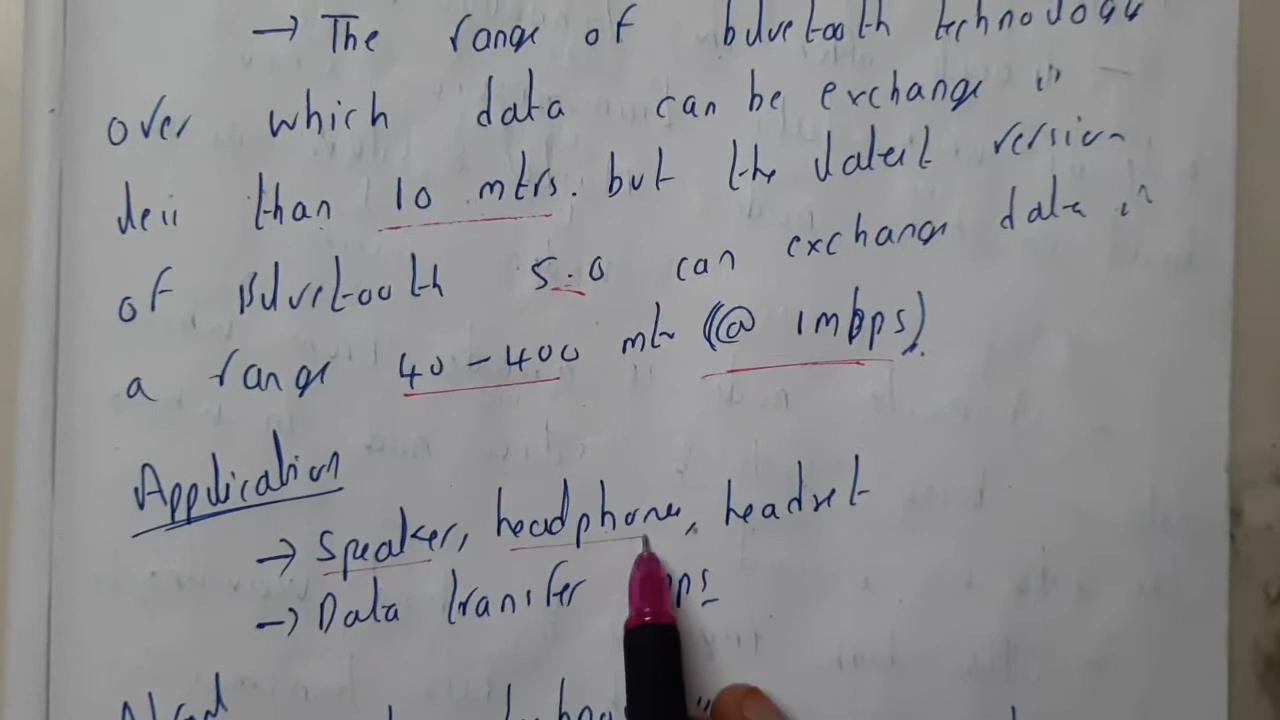 → The range of bluetooth technology
over which data can be exchange is
less than 10 mtrs. but the latest version
of Bluetooth 5.0 can exchange data in
a range 40-400 mtr (@ 1mbps).
Application
→ Speaker, headphone, headset
→ Data transfer